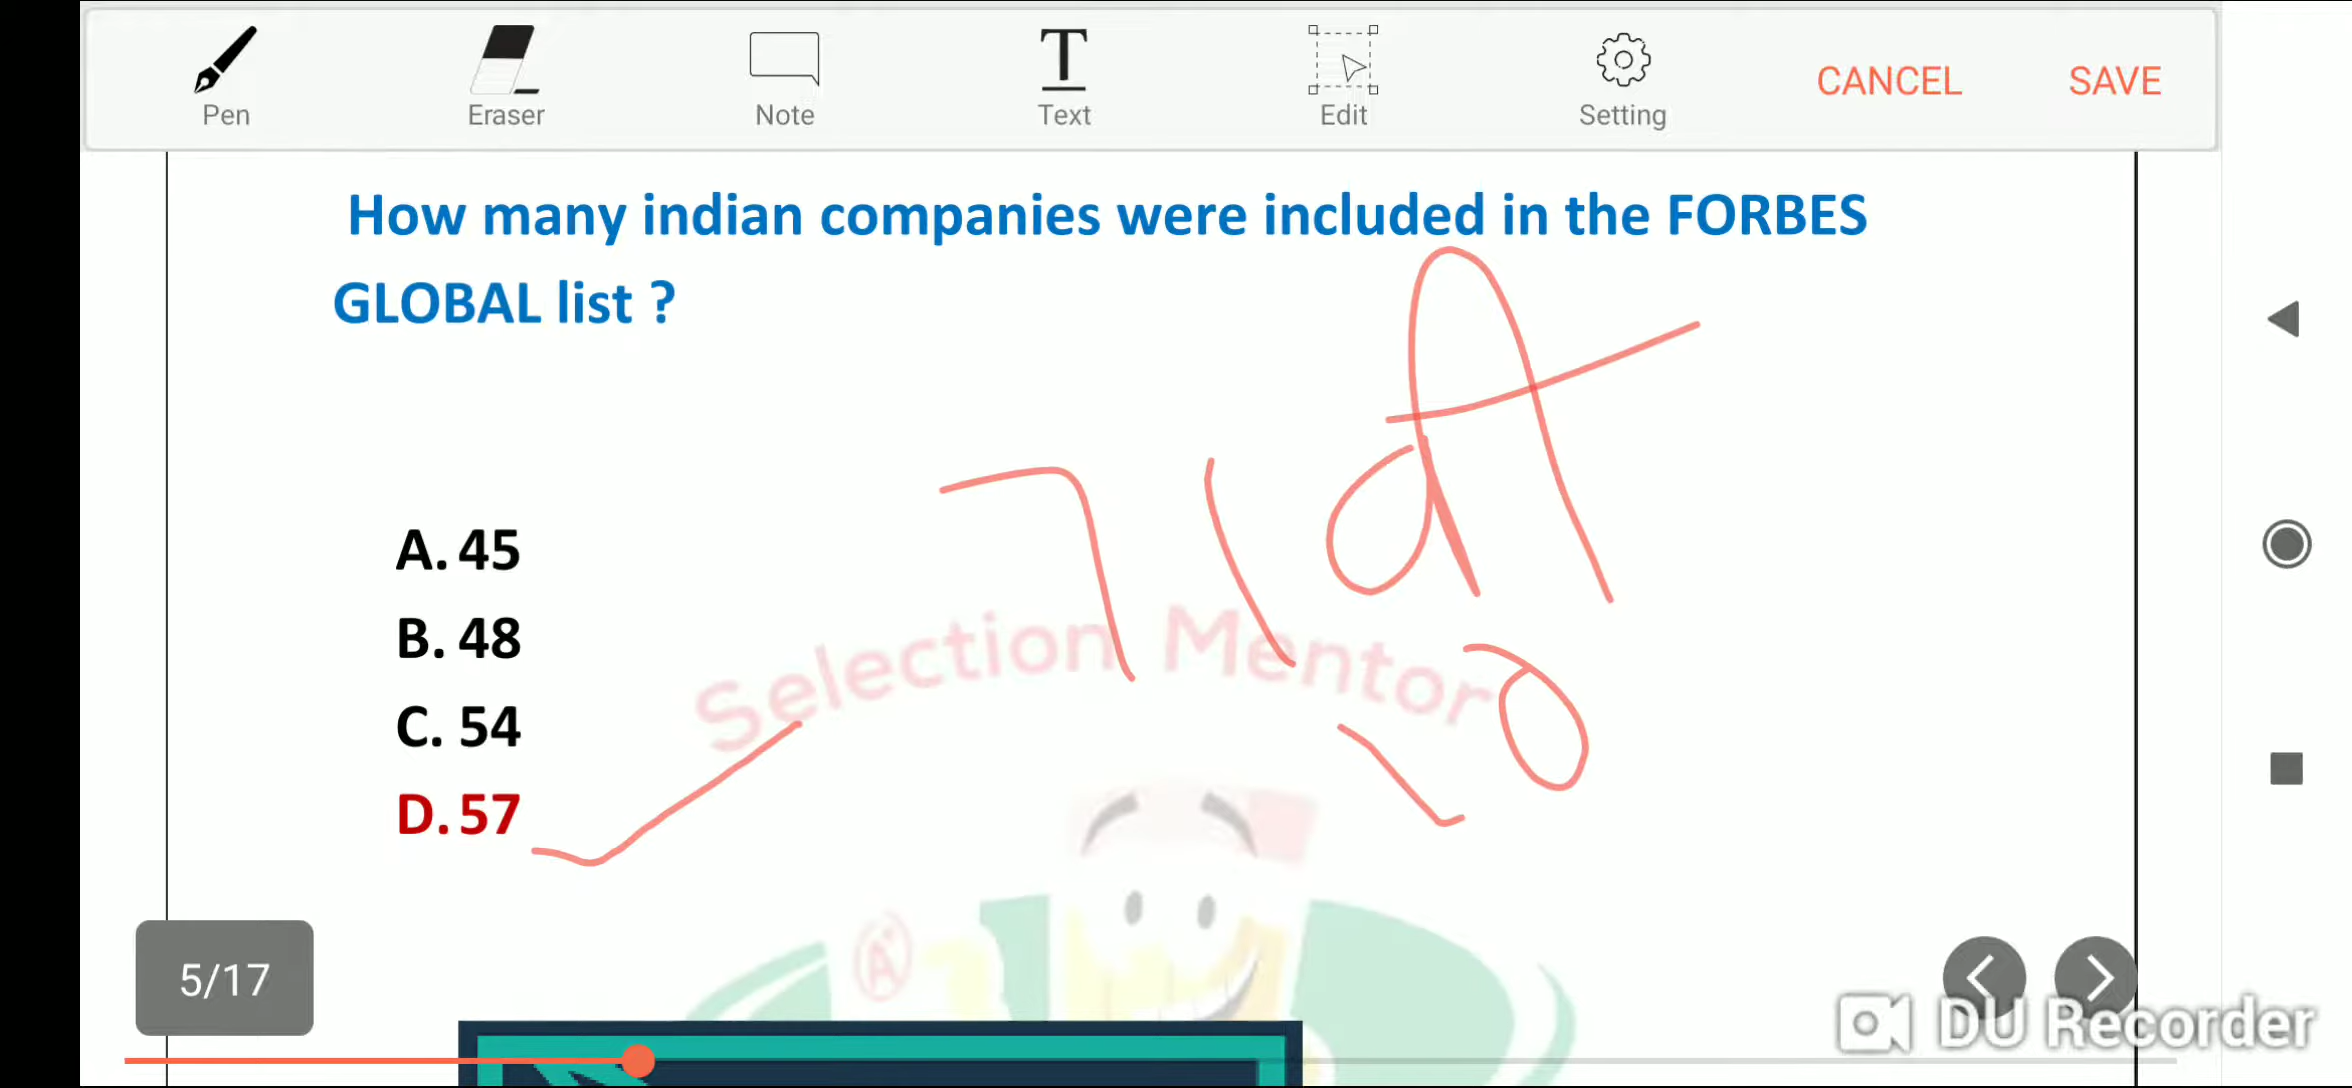 Pen
Eraser
Note
Text
Edit
Setting
CANCEL
SAVE
How many indian companies were included in the FORBES
GLOBAL list ?
A. 45
B. 48
C. 54
D. 57
Selection Mentor
A+
5/17
DU Recorder